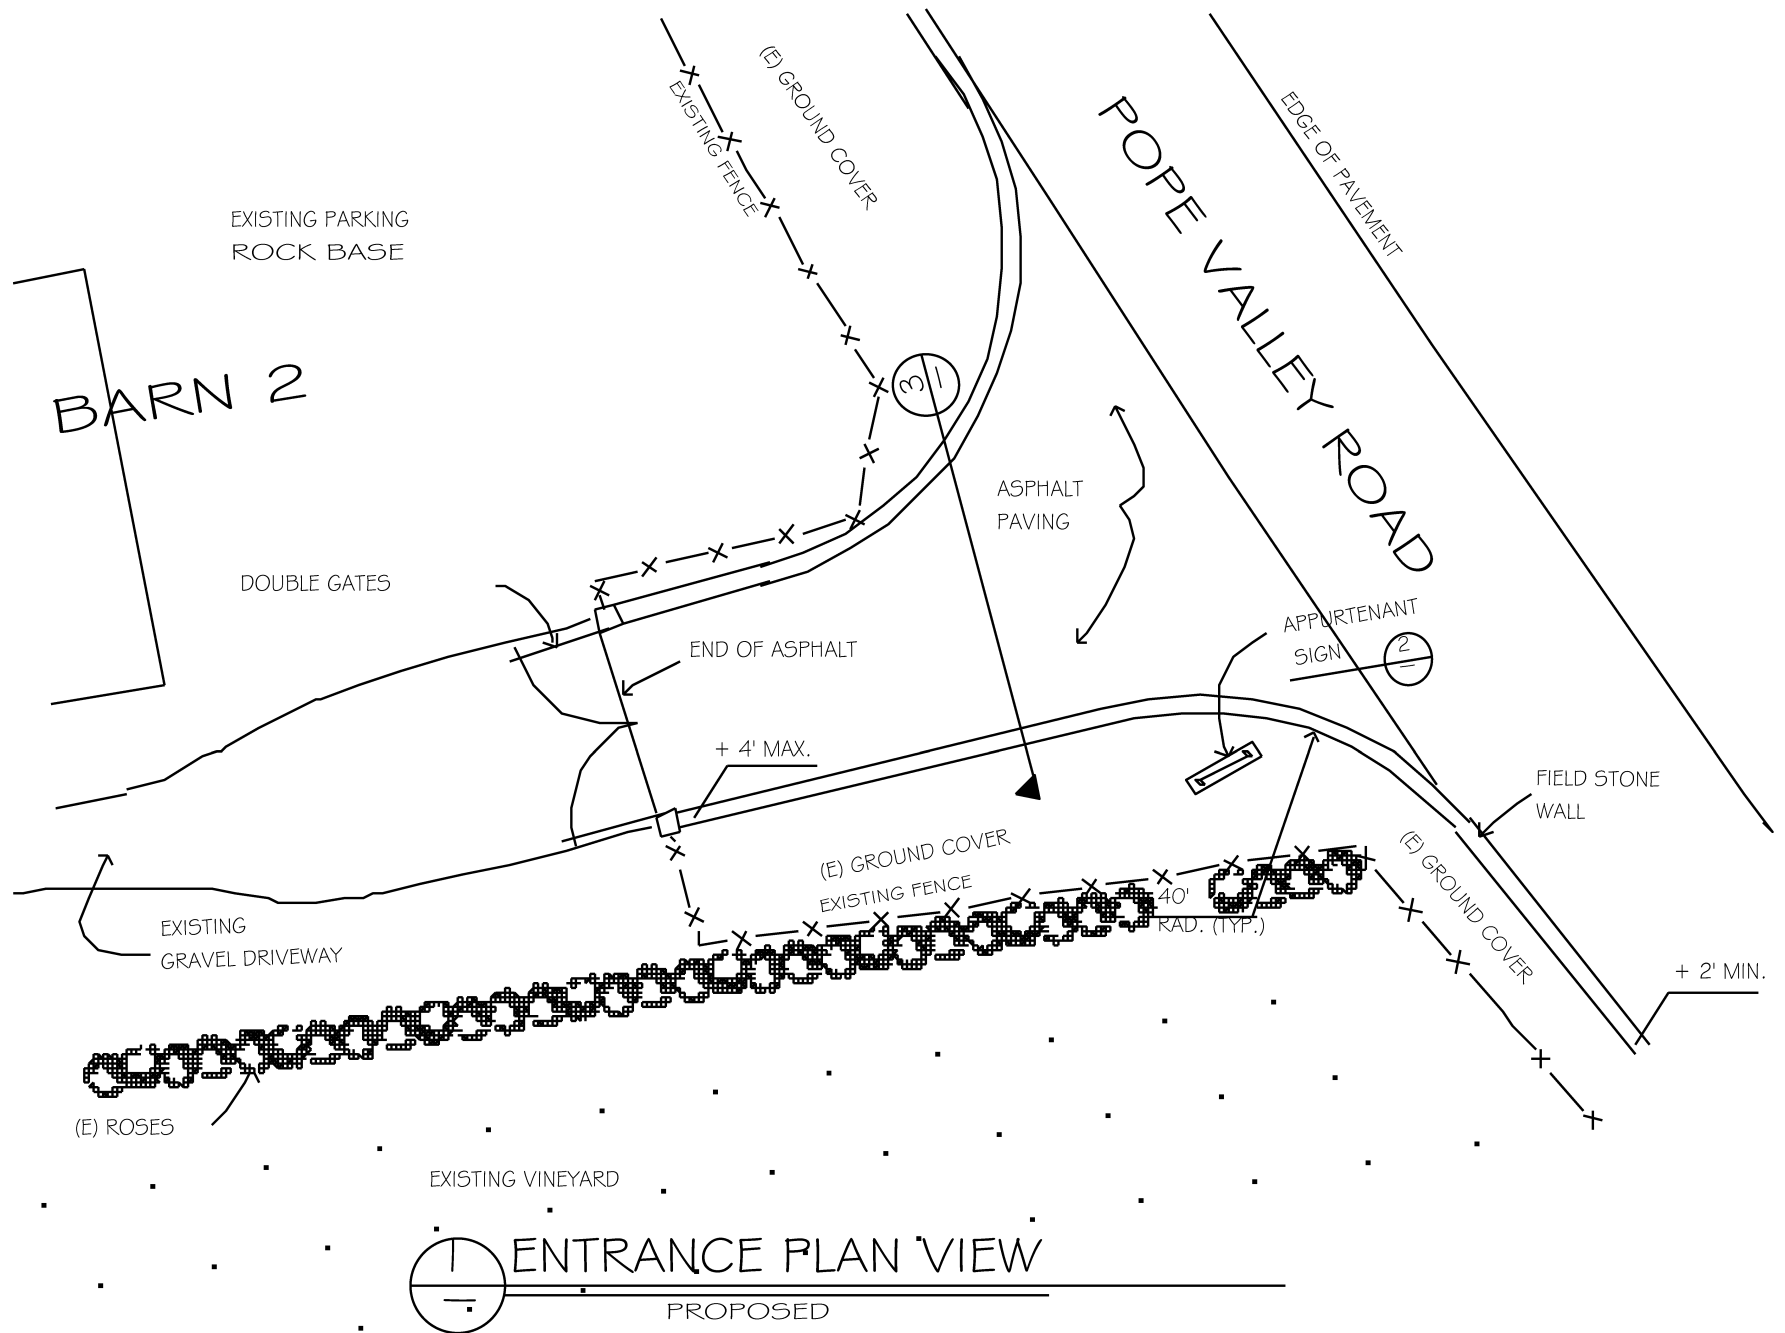 (E) GROUND COVER
EXISTING FENCE
POPE VALLEY ROAD
EDGE OF PAVEMENT
EXISTING PARKING
ROCK BASE
BARN 2
3
ASPHALT
PAVING
DOUBLE GATES
END OF ASPHALT
APPURTENANT
SIGN
2
+ 4' MAX.
FIELD STONE
WALL
(E) GROUND COVER
EXISTING FENCE
40'
RAD. (TYP.)
(E) GROUND COVER
EXISTING
GRAVEL DRIVEWAY
+ 2' MIN.
(E) ROSES
EXISTING VINEYARD
1
ENTRANCE PLAN VIEW
PROPOSED